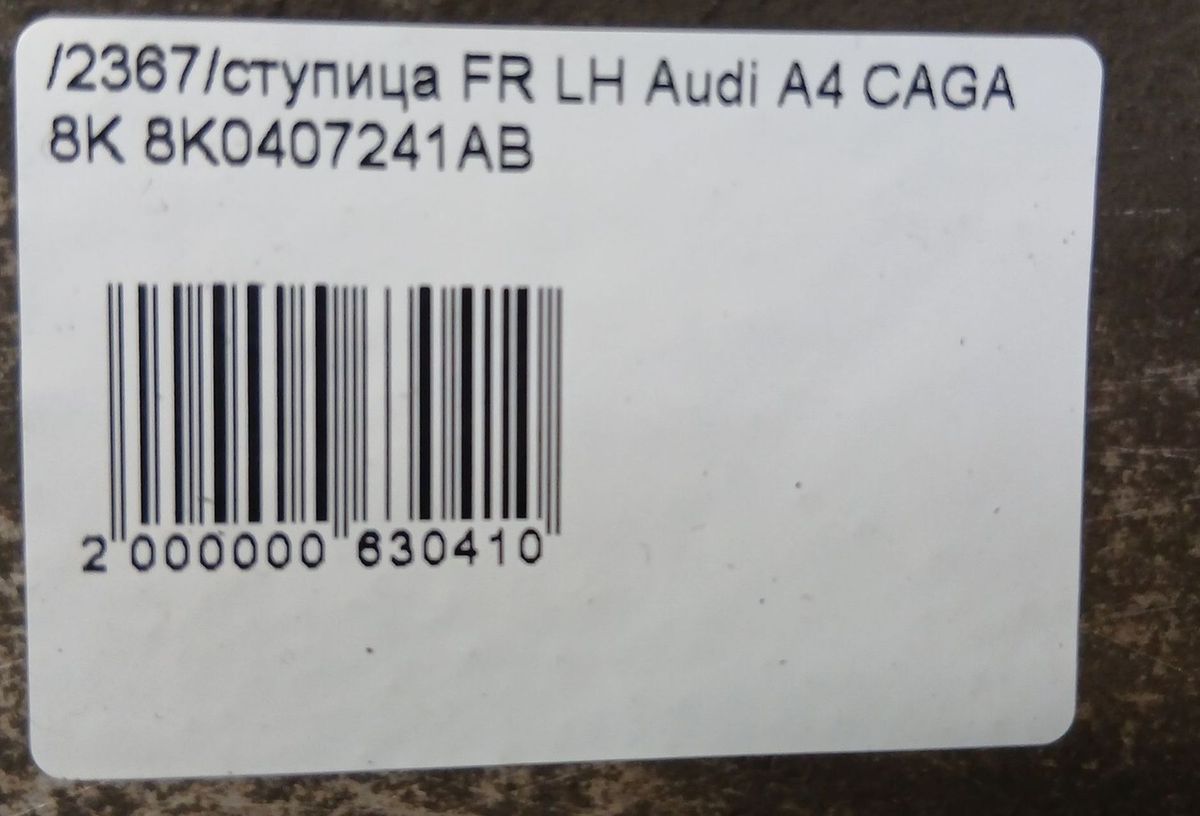 /2367/ступица FR LH Audi A4 CAGA
8K 8K0407241AB
2 000000 630410